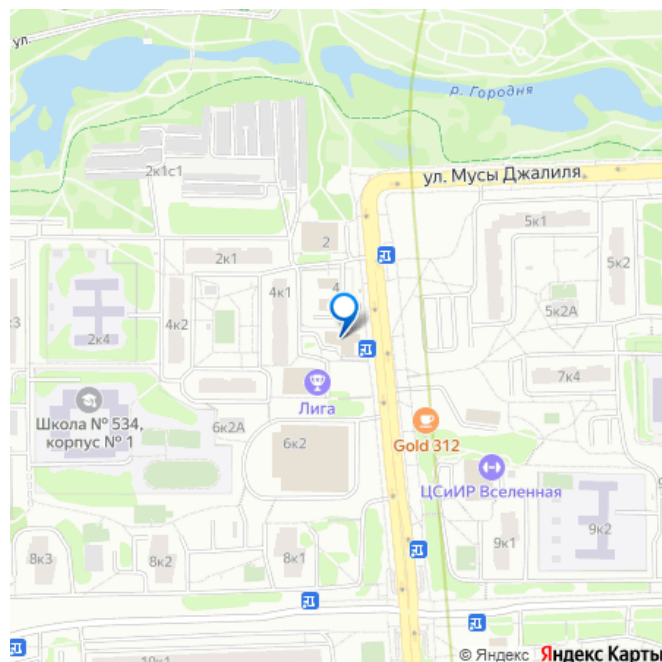 ул.
р. Городня
2к1с1
ул. Мусы Джалиля
2
5к1
2к1
5к2
4
4к1
5к2А
к3
4к2
2к4
7к4
Лига
Школа № 534,
корпус № 1
6к2А
Gold 312
6к2
ЦСиИР Вселенная
9к2
9к1
8к3
8к2
8к1
© Яндекс Яндекс Карты